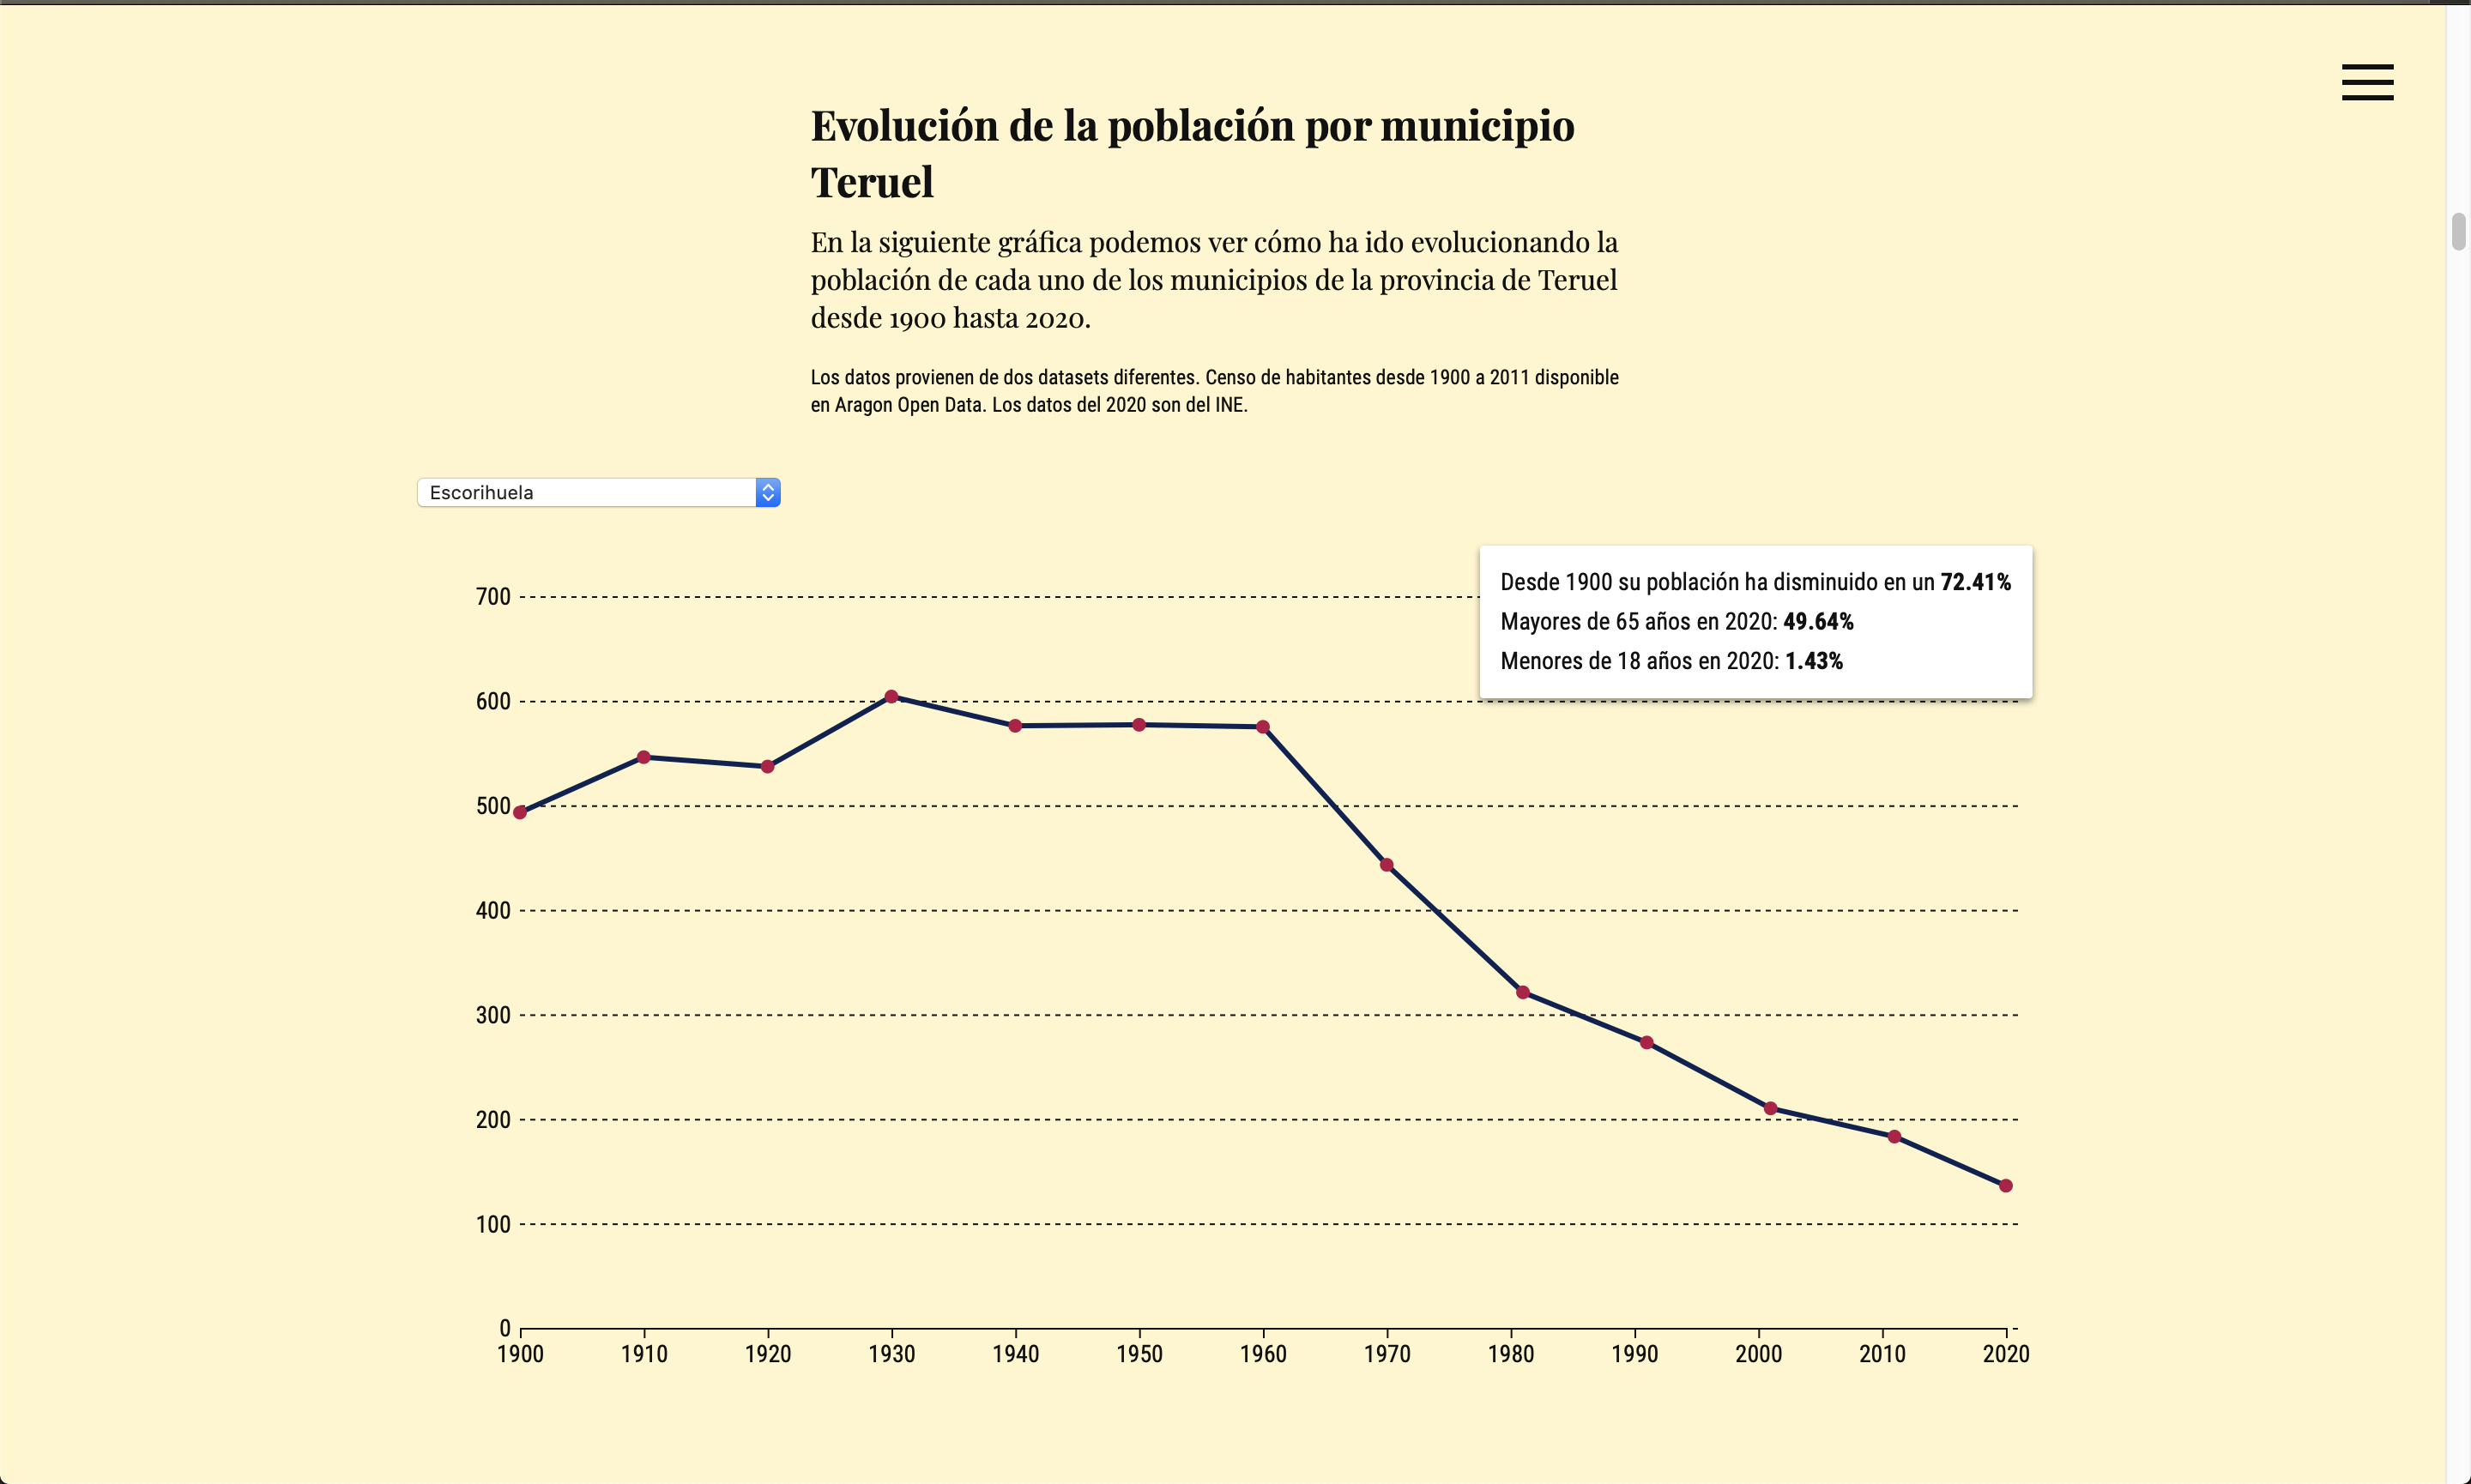 Evolución de la población por municipio
Teruel
En la siguiente gráfica podemos ver cómo ha ido evolucionando la
población de cada uno de los municipios de la provincia de Teruel
desde 1900 hasta 2020.
Los datos provienen de dos datasets diferentes. Censo de habitantes desde 1900 a 2011 disponible
en Aragon Open Data. Los datos del 2020 son del INE.
Escorihuela
Desde 1900 su población ha disminuido en un 72.41%
Mayores de 65 años en 2020: 49.64%
Menores de 18 años en 2020: 1.43%
700
600
500
400
300
200
100
0
1900 1910 1920 1930 1940 1950 1960 1970 1980 1990 2000 2010 2020